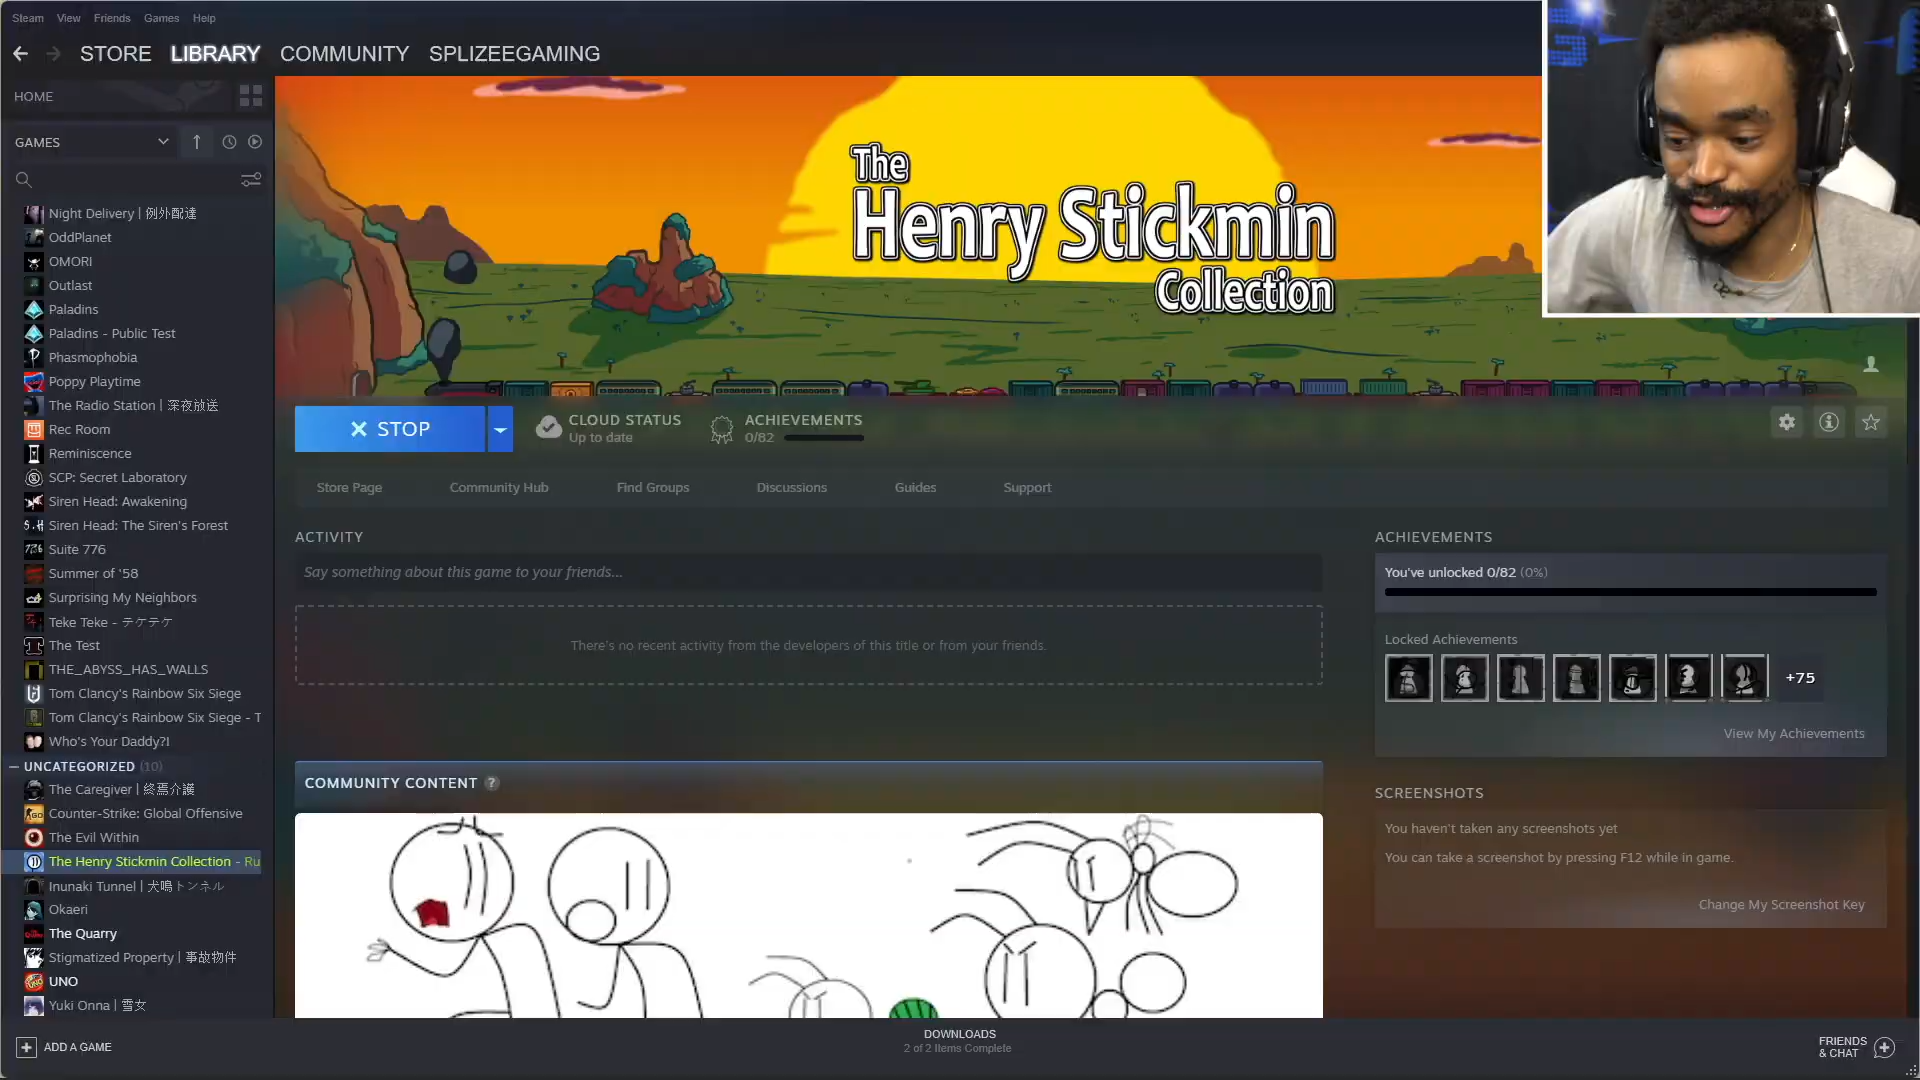 Steam View Friends Games Help
STORE LIBRARY COMMUNITY SPLIZEEGAMING
HOME
GAMES
Night Delivery | 例外配達
OddPlanet
OMORI
Outlast
Paladins
Paladins - Public Test
Phasmophobia
Poppy Playtime
The Radio Station | 深夜放送
Rec Room
Reminiscence
SCP: Secret Laboratory
Siren Head: Awakening
Siren Head: The Siren's Forest
Suite 776
Summer of '58
Surprising My Neighbors
Teke Teke - テケテケ
The Test
THE_ABYSS_HAS_WALLS
Tom Clancy's Rainbow Six Siege
Tom Clancy's Rainbow Six Siege - T
Who's Your Daddy?!
UNCATEGORIZED (10)
The Caregiver | 終焉介護
Counter-Strike: Global Offensive
The Evil Within
The Henry Stickmin Collection - Ru
Inunaki Tunnel | 犬鳴トンネル
Okaeri
The Quarry
Stigmatized Property | 事故物件
UNO
Yuki Onna | 雪女
ADD A GAME
The
Henry Stickmin
Collection
STOP
CLOUD STATUS
Up to date
ACHIEVEMENTS
0/82
Store Page Community Hub Find Groups Discussions Guides Support
ACTIVITY
Say something about this game to your friends...
There's no recent activity from the developers of this title or from your friends.
COMMUNITY CONTENT ?
ACHIEVEMENTS
You've unlocked 0/82 (0%)
Locked Achievements
+75
View My Achievements
SCREENSHOTS
You haven't taken any screenshots yet
You can take a screenshot by pressing F12 while in game.
Change My Screenshot Key
DOWNLOADS
2 of 2 Items Complete
FRIENDS
& CHAT